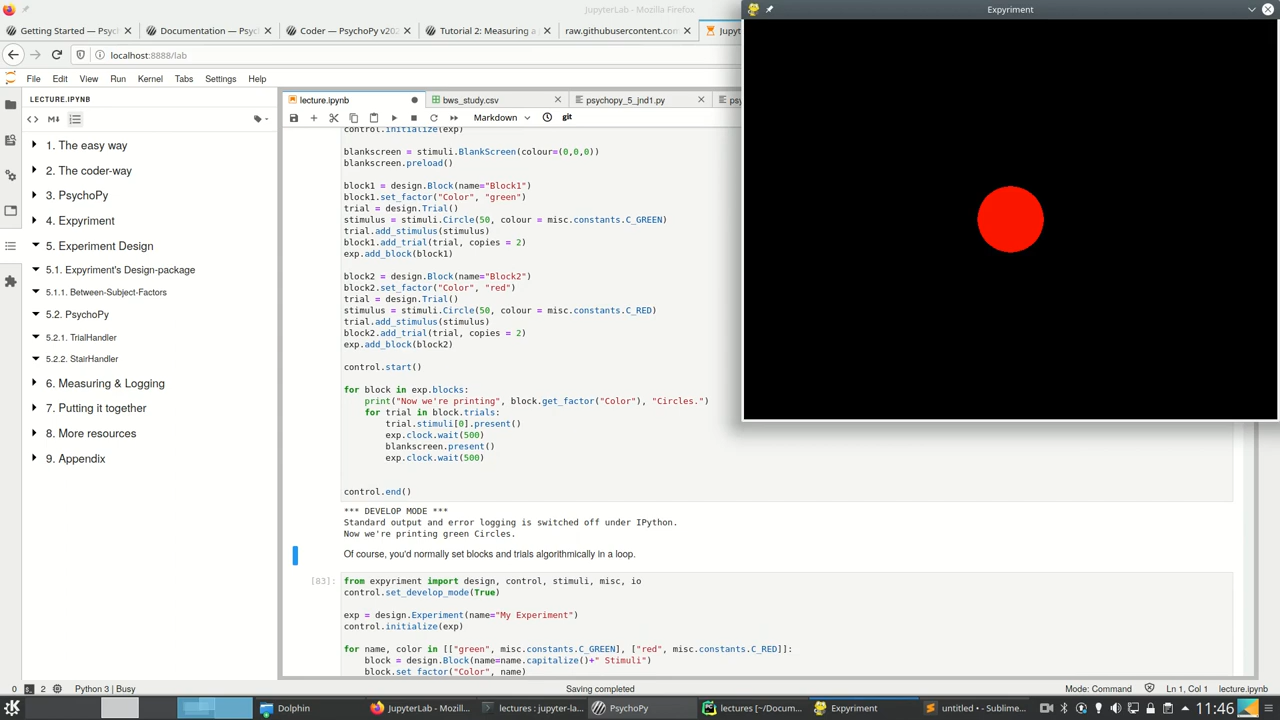 JupyterLab - Mozilla Firefox
Expyriment
Getting Started — Psyc
Documentation — Psyc
Coder — PsychoPy v202
Tutorial 2: Measuring a
raw.githubusercontent.co
Jupyt
localhost:8888/lab
File Edit View Run Kernel Tabs Settings Help
LECTURE.IPYNB
1. The easy way
2. The coder-way
3. PsychoPy
4. Expyriment
5. Experiment Design
5.1. Expyriment's Design-package
5.1.1. Between-Subject-Factors
5.2. PsychoPy
5.2.1. TrialHandler
5.2.2. StairHandler
6. Measuring & Logging
7. Putting it together
8. More resources
9. Appendix
lecture.ipynb
bws_study.csv
psychopy_5_jnd1.py
psy
Markdown
git
control.initialize(exp)
blankscreen = stimuli.BlankScreen(colour=(0,0,0))
blankscreen.preload()
block1 = design.Block(name="Block1")
block1.set_factor("Color", "green")
trial = design.Trial()
stimulus = stimuli.Circle(50, colour = misc.constants.C_GREEN)
trial.add_stimulus(stimulus)
block1.add_trial(trial, copies = 2)
exp.add_block(block1)
block2 = design.Block(name="Block2")
block2.set_factor("Color", "red")
trial = design.Trial()
stimulus = stimuli.Circle(50, colour = misc.constants.C_RED)
trial.add_stimulus(stimulus)
block2.add_trial(trial, copies = 2)
exp.add_block(block2)
control.start()
for block in exp.blocks:
print("Now we're printing", block.get_factor("Color"), "Circles.")
for trial in block.trials:
trial.stimuli[0].present()
exp.clock.wait(500)
blankscreen.present()
exp.clock.wait(500)
control.end()
*** DEVELOP MODE ***
Standard output and error logging is switched off under IPython.
Now we're printing green Circles.
Of course, you'd normally set blocks and trials algorithmically in a loop.
[83]:
from expyriment import design, control, stimuli, misc, io
control.set_develop_mode(True)
exp = design.Experiment(name="My Experiment")
control.initialize(exp)
for name, color in [["green", misc.constants.C_GREEN], ["red", misc.constants.C_RED]]:
block = design.Block(name=name.capitalize()+" Stimuli")
block.set_factor("Color", name)
0 2 Python 3 | Busy
Saving completed
Mode: Command
Ln 1, Col 1
lecture.ipynb
Dolphin
JupyterLab - Mozill...
lectures : jupyter-la...
PsychoPy
lectures [~/Docum...
Expyriment
untitled • - Sublime...
11:46